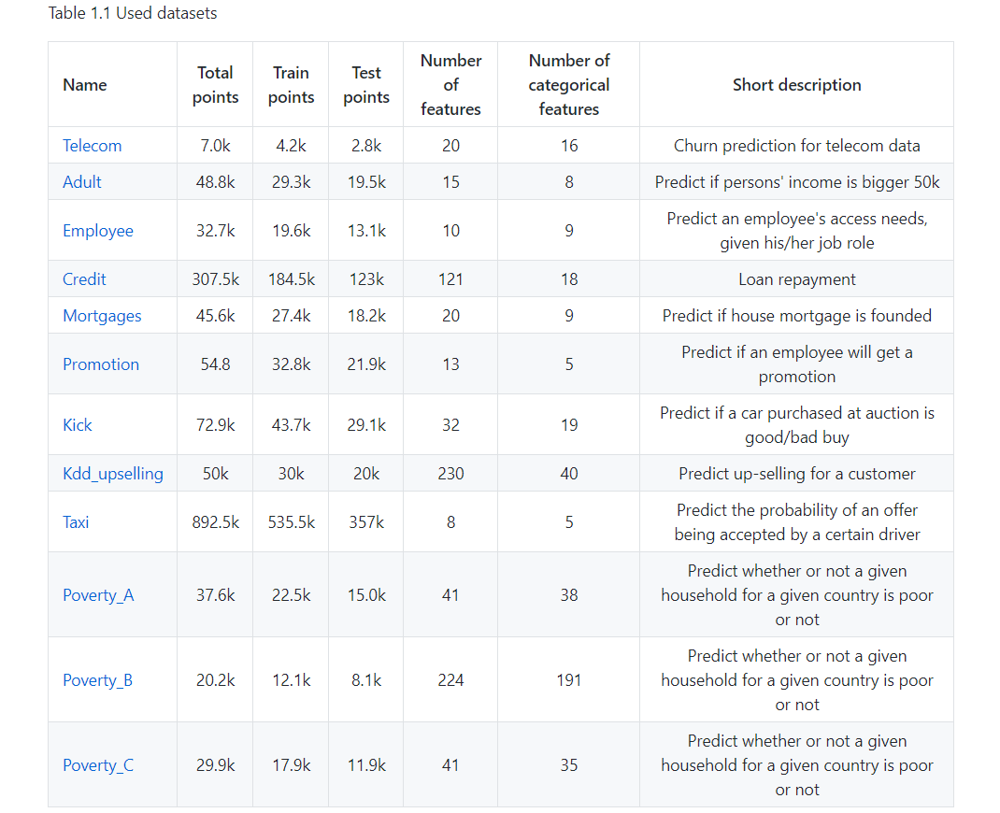 Table 1.1 Used datasets
Name
Total
points
Train
points
Test
points
Number
of
features
Number of
categorical
features
Short description
Telecom 7.0k 4.2k 2.8k 20 16 Churn prediction for telecom data
Adult 48.8k 29.3k 19.5k 15 8 Predict if persons' income is bigger 50k
Employee 32.7k 19.6k 13.1k 10 9 Predict an employee's access needs,
given his/her job role
Credit 307.5k 184.5k 123k 121 18 Loan repayment
Mortgages 45.6k 27.4k 18.2k 20 9 Predict if house mortgage is founded
Promotion 54.8 32.8k 21.9k 13 5 Predict if an employee will get a
promotion
Kick 72.9k 43.7k 29.1k 32 19 Predict if a car purchased at auction is
good/bad buy
Kdd_upselling 50k 30k 20k 230 40 Predict up-selling for a customer
Taxi 892.5k 535.5k 357k 8 5 Predict the probability of an offer
being accepted by a certain driver
Poverty_A 37.6k 22.5k 15.0k 41 38 Predict whether or not a given
household for a given country is poor
or not
Poverty_B 20.2k 12.1k 8.1k 224 191 Predict whether or not a given
household for a given country is poor
or not
Poverty_C 29.9k 17.9k 11.9k 41 35 Predict whether or not a given
household for a given country is poor
or not